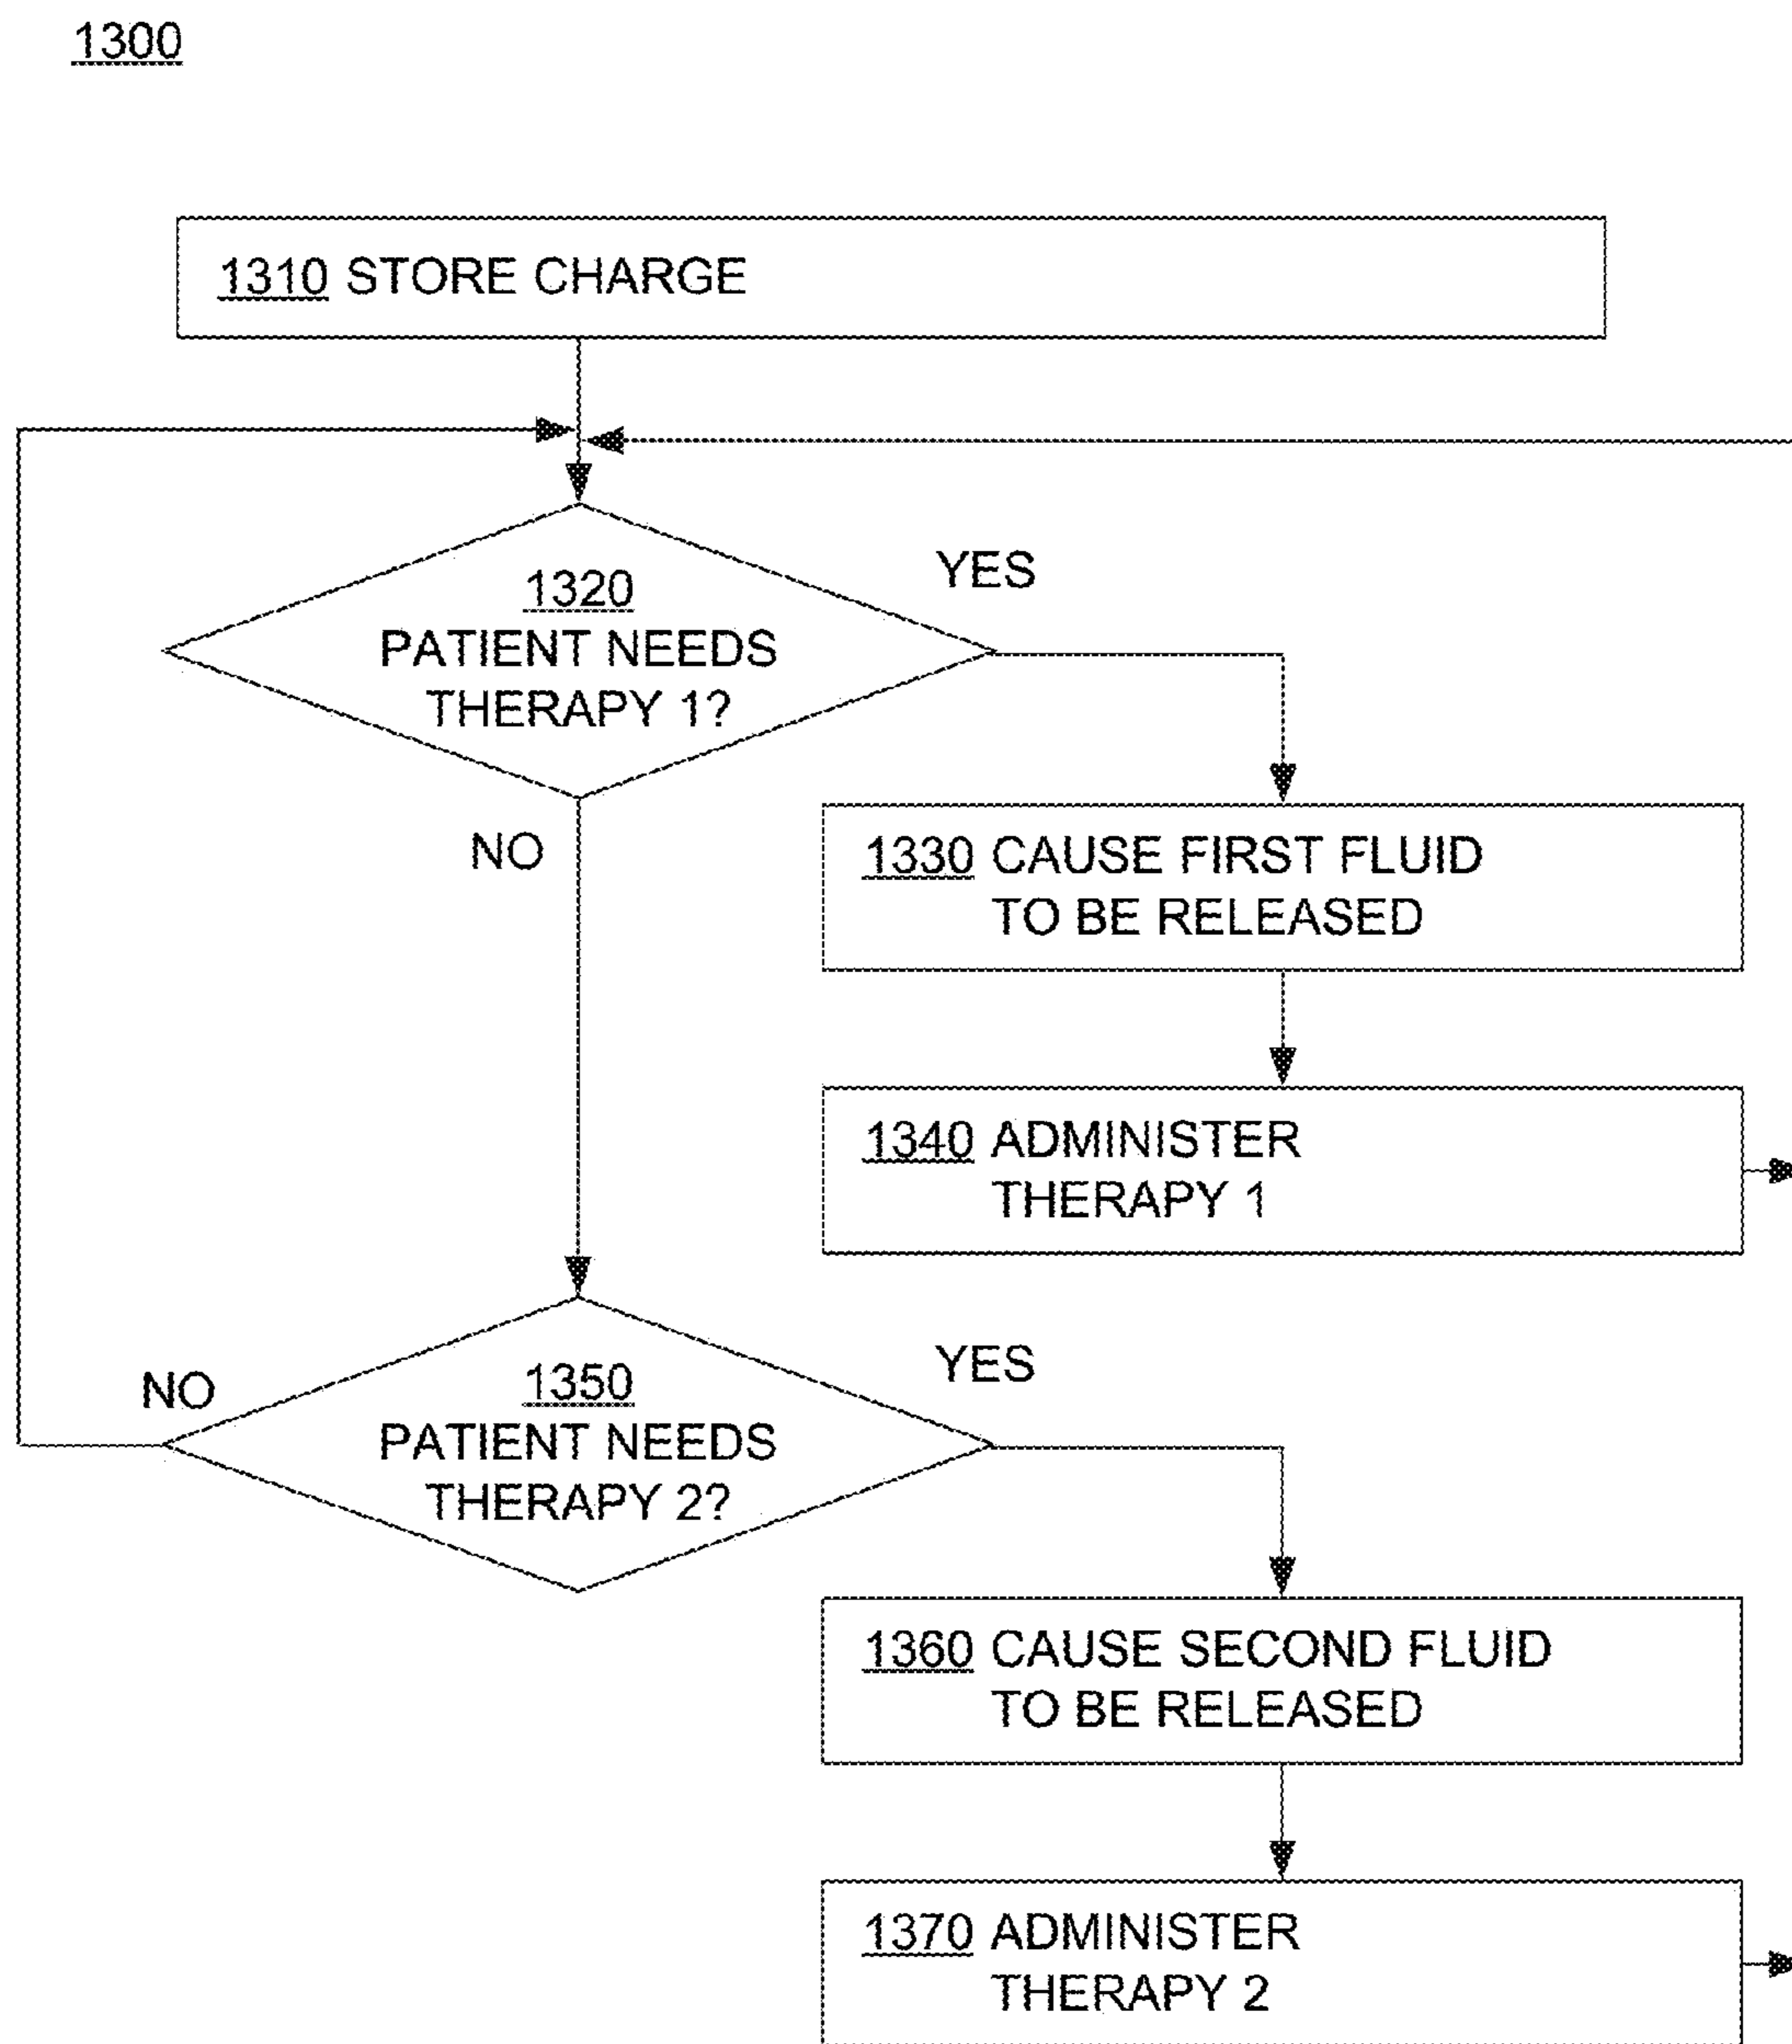 1300
1310 STORE CHARGE
1320
PATIENT NEEDS
THERAPY 1?
YES
NO
1330 CAUSE FIRST FLUID
TO BE RELEASED
1340 ADMINISTER
THERAPY 1
1350
PATIENT NEEDS
THERAPY 2?
NO
YES
1360 CAUSE SECOND FLUID
TO BE RELEASED
1370 ADMINISTER
THERAPY 2